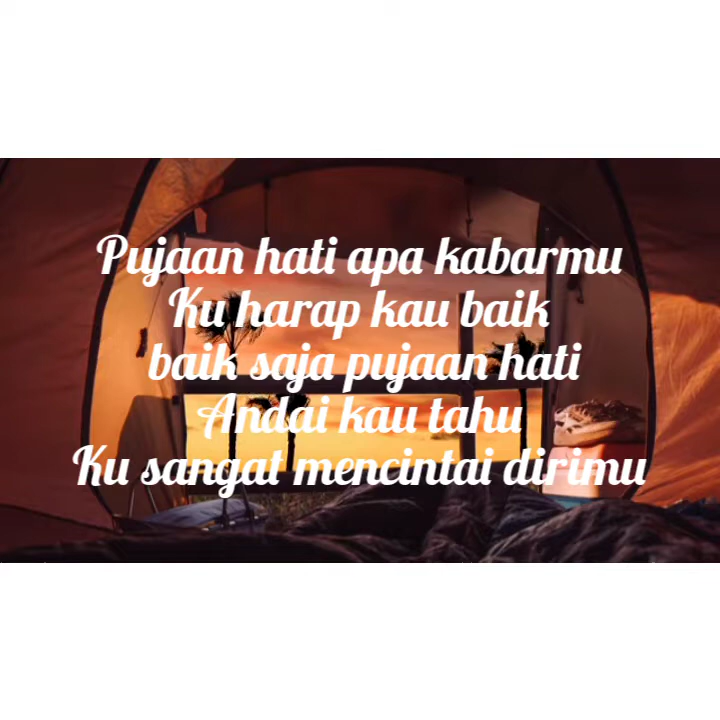 Pujaan hati apa kabarmu
Ku harap kau baik
baik saja pujaan hati
Andai kau tahu
Ku sangat mencintai dirimu